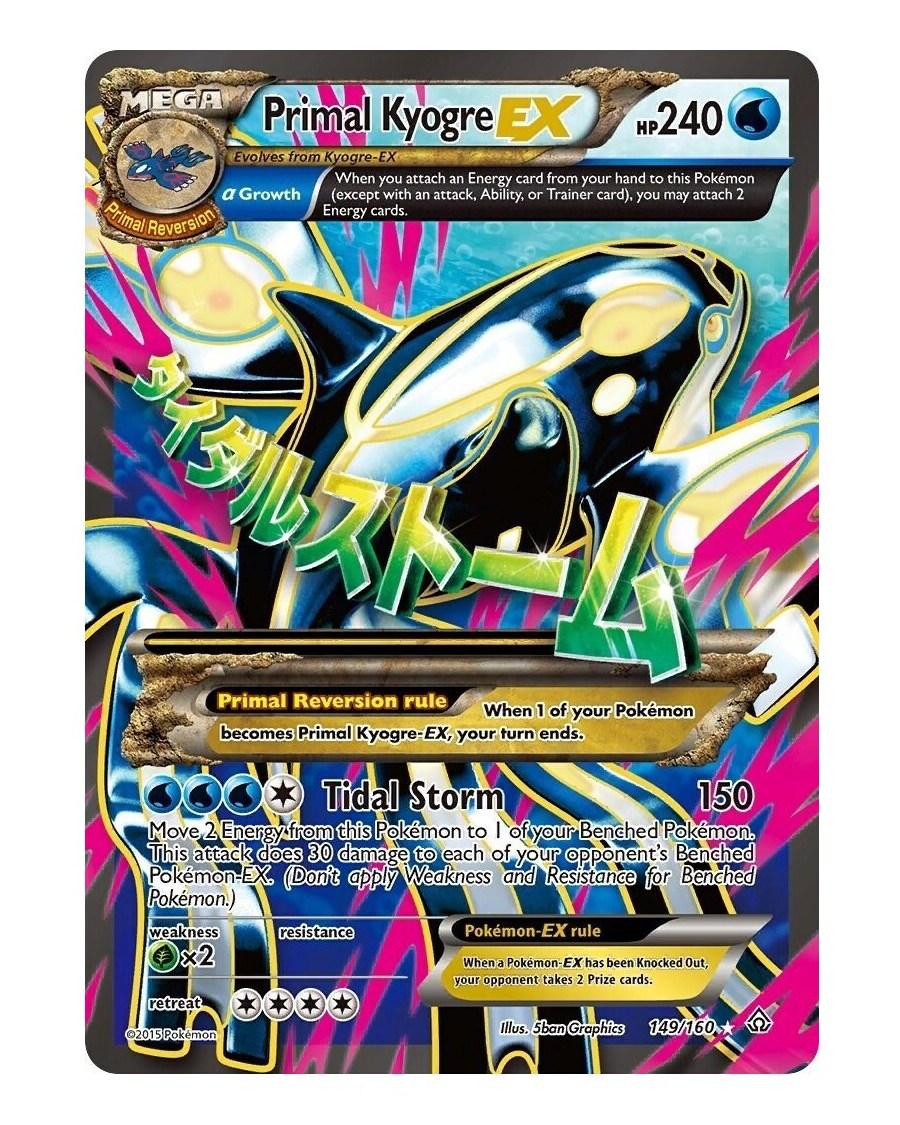 MEGA
Primal Kyogre EX
HP240
Evolves from Kyogre-EX
Primal Reversion
α Growth
When you attach an Energy card from your hand to this Pokémon
(except with an attack, Ability, or Trainer card), you may attach 2
Energy cards.
タイダルストーム
Primal Reversion rule
When 1 of your Pokémon
becomes Primal Kyogre-EX, your turn ends.
Tidal Storm 150
Move 2 Energy from this Pokémon to 1 of your Benched Pokémon.
This attack does 30 damage to each of your opponent's Benched
Pokémon-EX. (Don't apply Weakness and Resistance for Benched
Pokémon.)
weakness resistance
×2
retreat
Pokémon-EX rule
When a Pokémon-EX has been Knocked Out,
your opponent takes 2 Prize cards.
©2015 Pokémon
Illus. 5ban Graphics 149/160